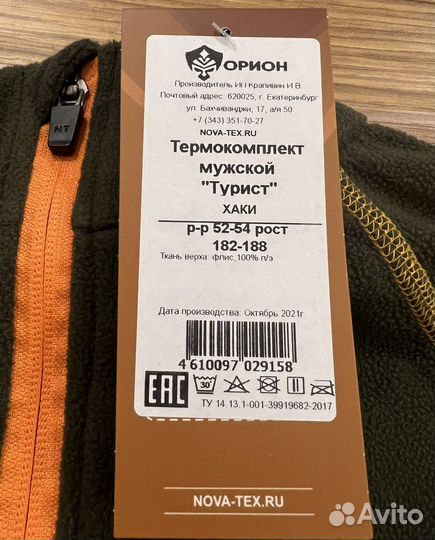 ОРИОН
Производитель ИП Крапивин И.В.
Почтовый адрес: 620025, г. Екатеринбург
ул. Бахчиванджи, 17, а/я 50
+7 (343) 351-70-27
NOVA-TEX.RU
Термокомплект
мужской
"Турист"
ХАКИ
р-р 52-54 рост
182-188
Ткань верха: флис,100% п/э
Дата производства: Октябрь 2021г.
4 610097 029158
EAC
30
ТУ 14.13.1-001-39919682-2017
NOVA-TEX.RU
NT
Avito